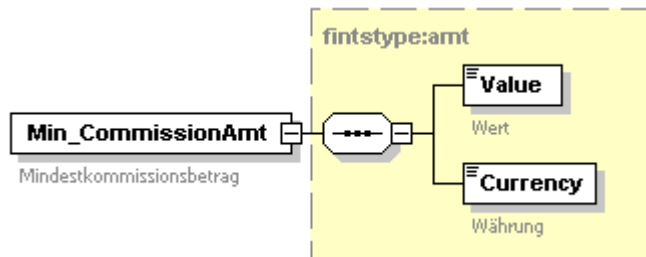 fintstype:amt
Value
Wert
Min_CommissionAmt
Mindestkommissionsbetrag
Currency
Währung